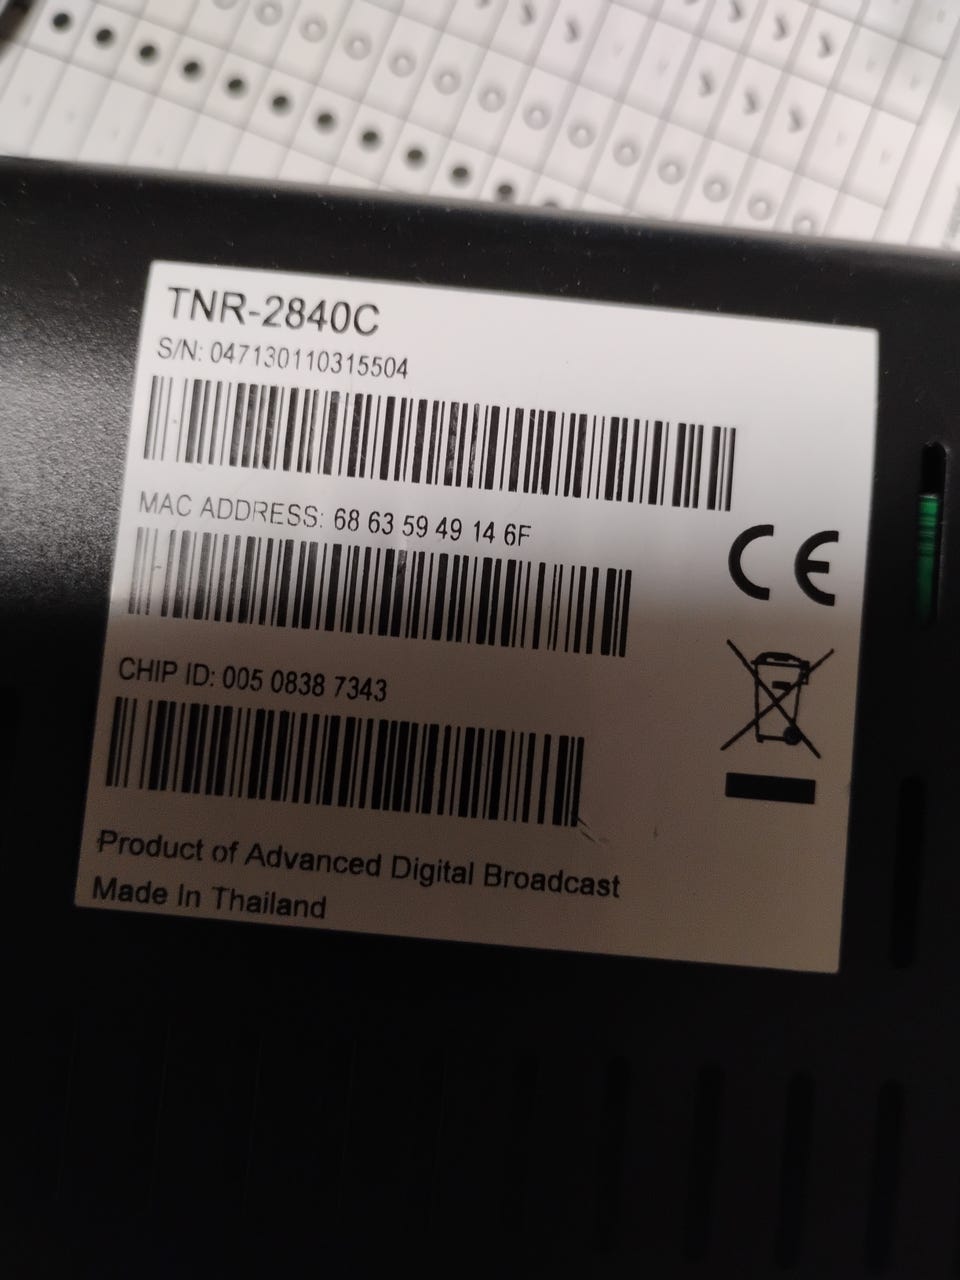 TNR-2840C
S/N: 047130110315504
MAC ADDRESS: 68 63 59 49 14 6F
CE
CHIP ID: 005 0838 7343
Product of Advanced Digital Broadcast
Made In Thailand